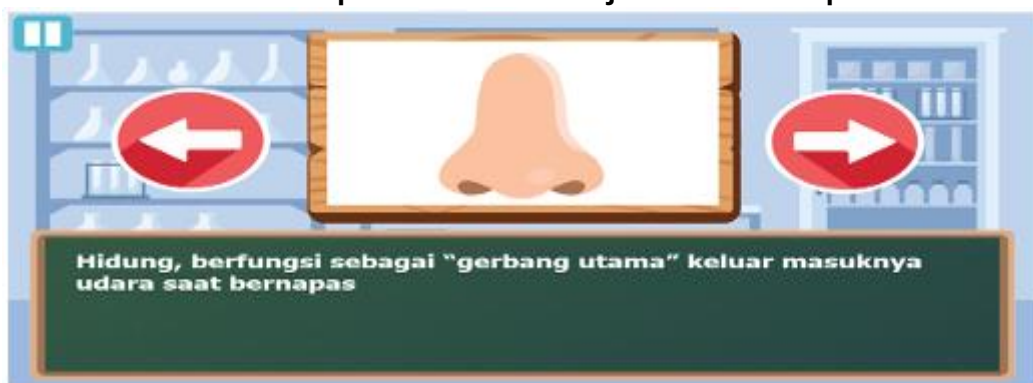 Hidung, berfungsi sebagai “gerbang utama” keluar masuknya
udara saat bernapas